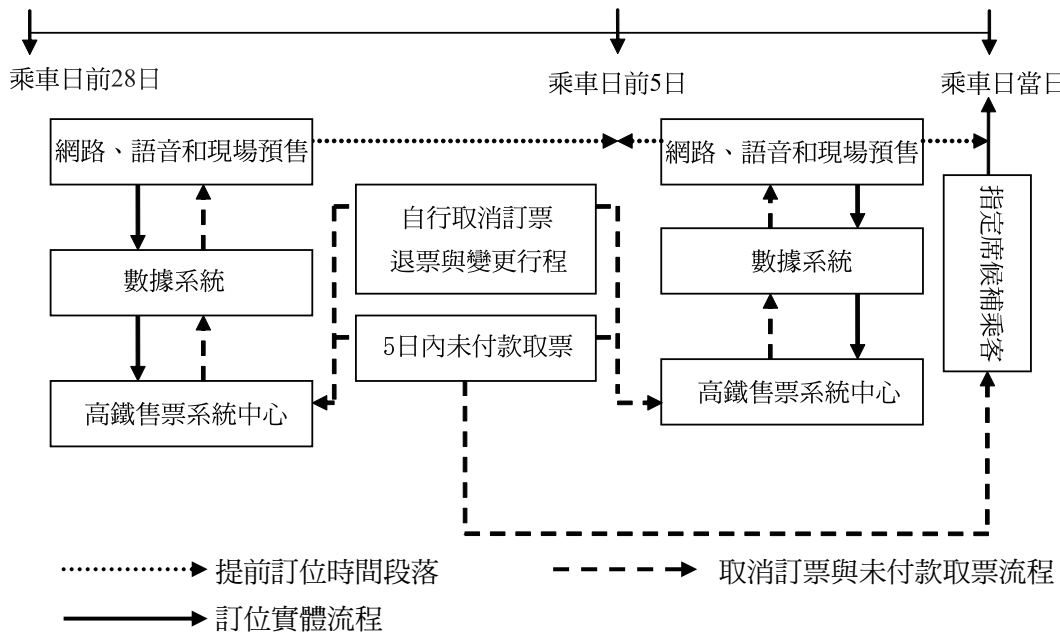 乘車日前28日
乘車日前5日
乘車日當日
網路、語音和現場預售
網路、語音和現場預售
自行取消訂票
退票與變更行程
數據系統
數據系統
指定席候補乘客
5日內未付款取票
高鐵售票系統中心
高鐵售票系統中心
提前訂位時間段落
取消訂票與未付款取票流程
訂位實體流程